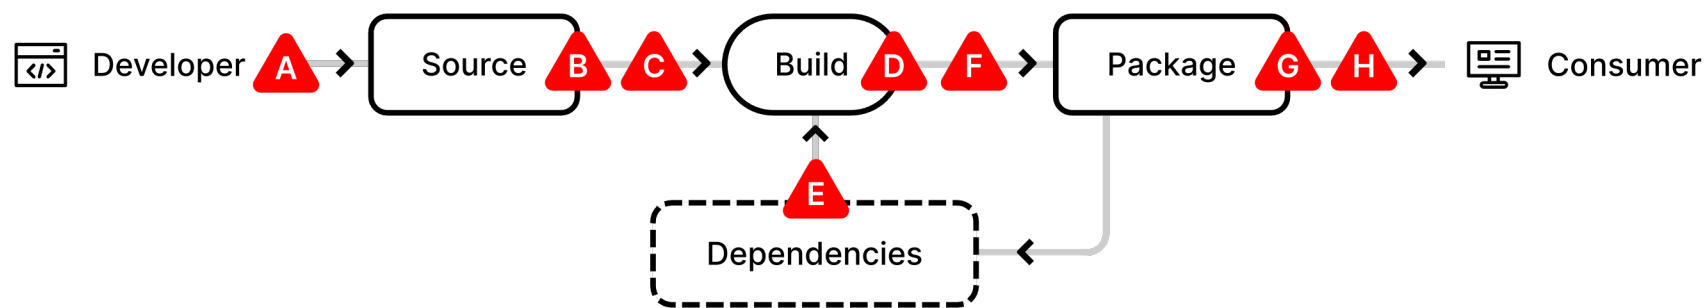 Developer
A
Source
B
C
Build
D
F
Package
G
H
Consumer
E
Dependencies